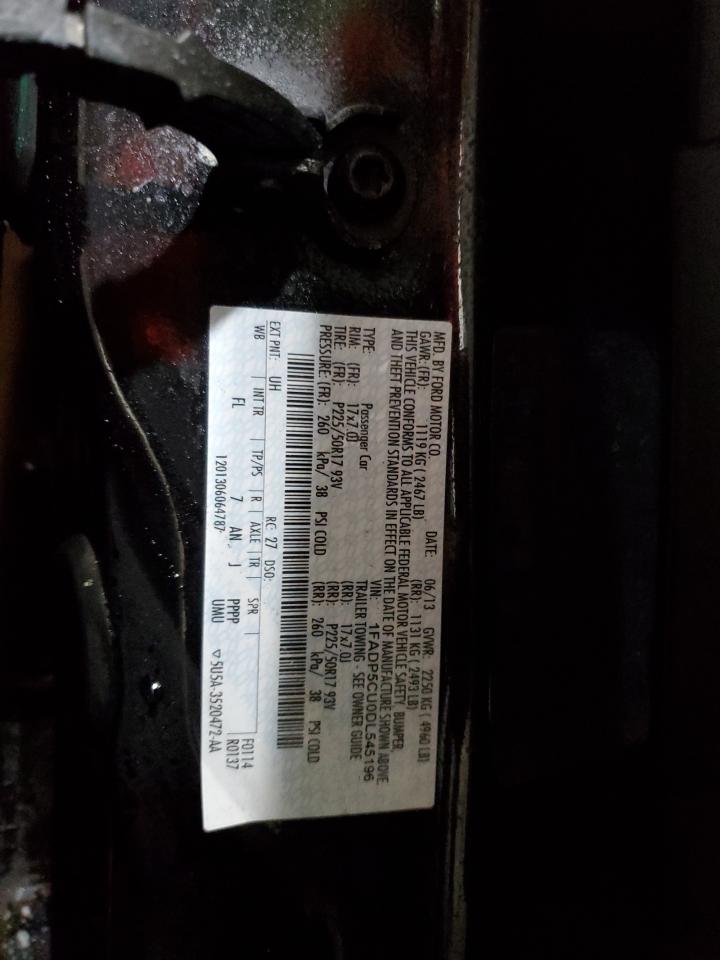 MFD. BY FORD MOTOR CO.
DATE: 06/13 GVWR: 2250 KG ( 4960 LB)
GAWR: (FR): 1119 KG ( 2467 LB) (RR): 1131 KG ( 2493 LB)
THIS VEHICLE CONFORMS TO ALL APPLICABLE FEDERAL MOTOR VEHICLE SAFETY, BUMPER,
AND THEFT PREVENTION STANDARDS IN EFFECT ON THE DATE OF MANUFACTURE SHOWN ABOVE.
VIN: 1FADP5CU0DL545196
TYPE: Passenger Car TRAILER TOWING - SEE OWNER GUIDE
RIM: (FR): 17x7.0J (RR): 17x7.0J
TIRE: (FR): P225/50R17 93V (RR): P225/50R17 93V
PRESSURE: (FR): 260 kPa/ 38 PSI COLD (RR): 260 kPa/ 38 PSI COLD
EXT PNT: UH RC: 27 DSO:
WB INT TR TP/PS R AXLE TR SPR F0114
FL 7 AN J PPPP R0137
1201306064787 UMU ▽5U5A-3520472-AA